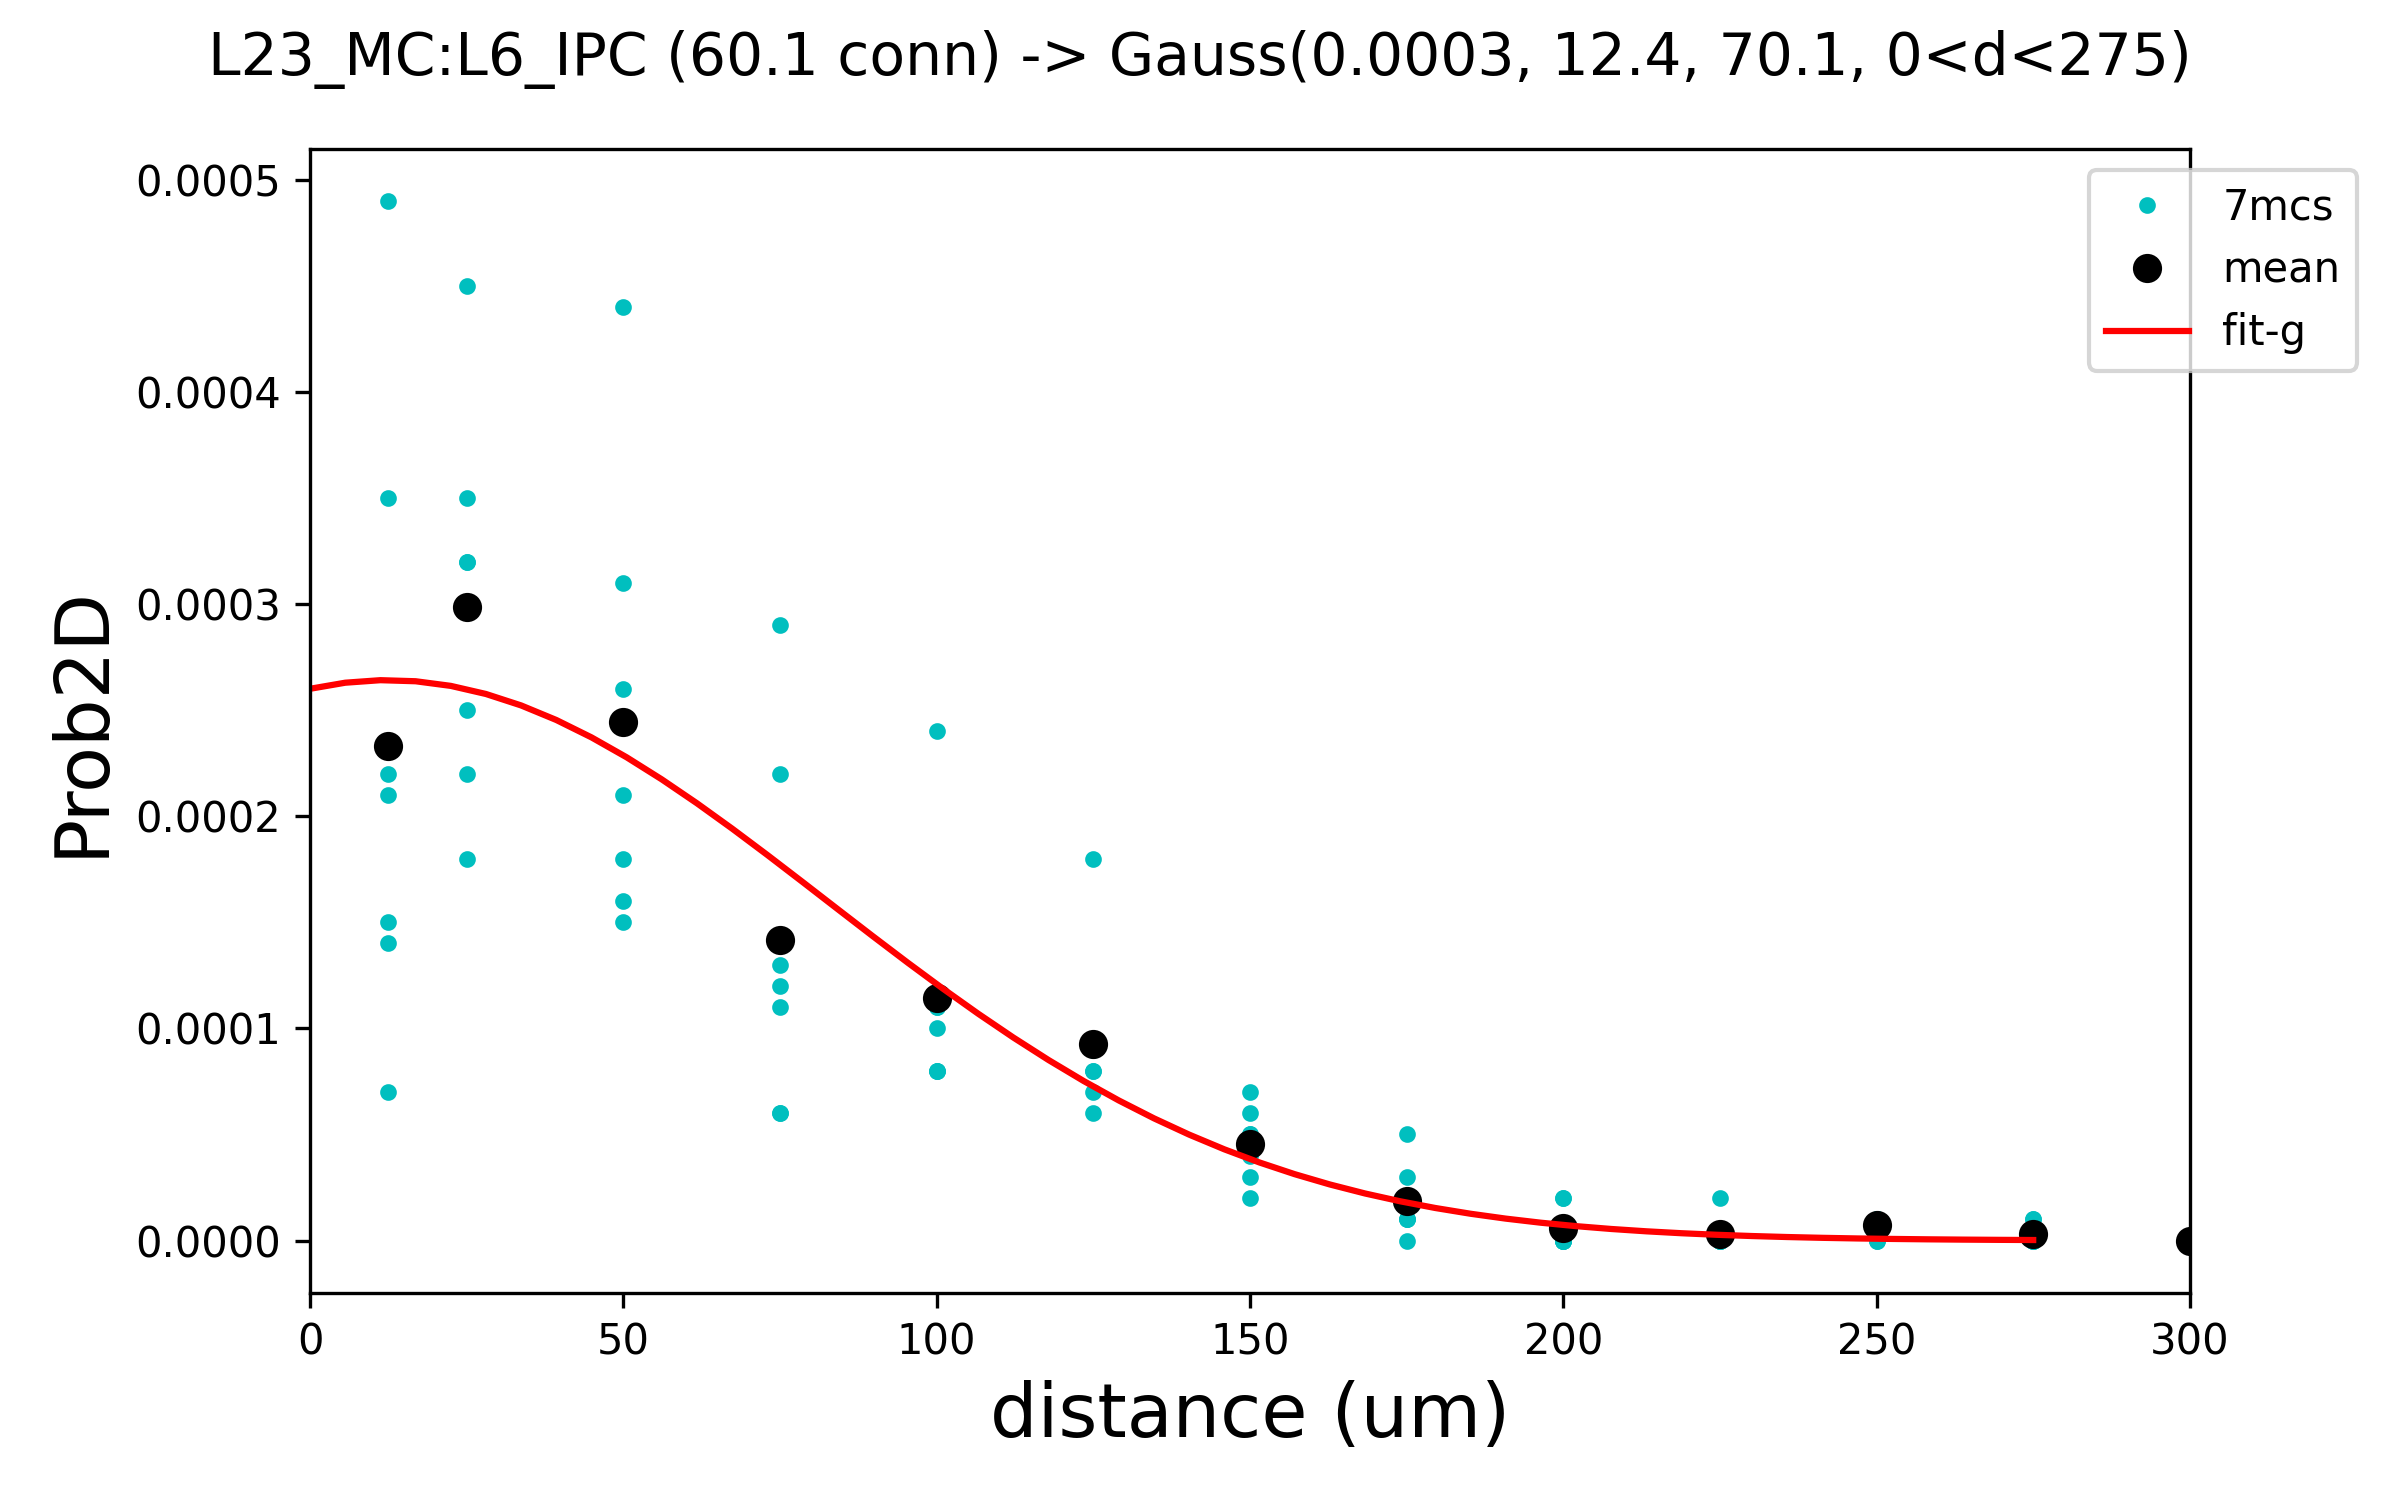 L23_MC:L6_IPC (60.1 conn) -> Gauss(0.0003, 12.4, 70.1, 0<d<275)
0.0005
0.0004
0.0003
0.0002
0.0001
0.0000
Prob2D
7mcs
mean
fit-g
0 50 100 150 200 250 300
distance (um)